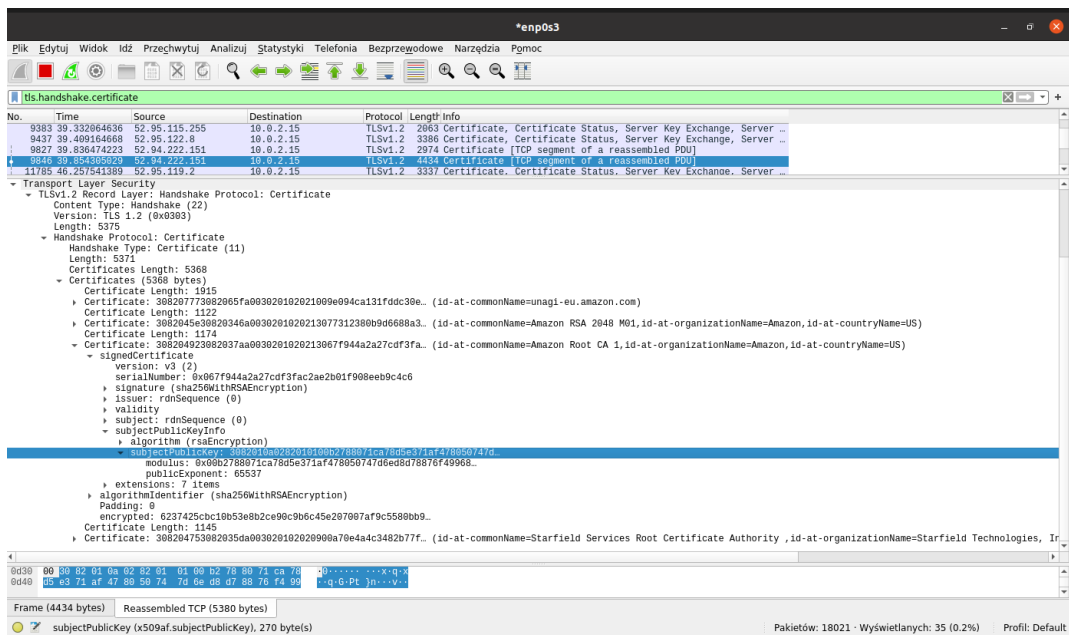 *enp0s3
Plik Edytuj Widok Idź Przechwytuj Analizuj Statystyki Telefonia Bezprzewodowe Narzędzia Pomoc
tls.handshake.certificate
No. Time Source Destination Protocol Length Info
9383 39.332064636 52.95.115.255 10.0.2.15 TLSv1.2 2063 Certificate, Certificate Status, Server Key Exchange, Server …
9437 39.409164668 52.95.122.8 10.0.2.15 TLSv1.2 3386 Certificate, Certificate Status, Server Key Exchange, Server …
9827 39.836474223 52.94.222.151 10.0.2.15 TLSv1.2 2974 Certificate [TCP segment of a reassembled PDU]
9846 39.854305029 52.94.222.151 10.0.2.15 TLSv1.2 4434 Certificate [TCP segment of a reassembled PDU]
11785 46.257541389 52.95.119.2 10.0.2.15 TLSv1.2 3337 Certificate, Certificate Status, Server Key Exchange, Server …
Transport Layer Security
TLSv1.2 Record Layer: Handshake Protocol: Certificate
Content Type: Handshake (22)
Version: TLS 1.2 (0x0303)
Length: 5375
Handshake Protocol: Certificate
Handshake Type: Certificate (11)
Length: 5371
Certificates Length: 5368
Certificates (5368 bytes)
Certificate Length: 1915
Certificate: 308207773082065fa003020102021009e094ca131fddc30e… (id-at-commonName=unagi-eu.amazon.com)
Certificate Length: 1122
Certificate: 3082045e30820346a0030201020213077312380b9d6688a3… (id-at-commonName=Amazon RSA 2048 M01,id-at-organizationName=Amazon,id-at-countryName=US)
Certificate Length: 1174
Certificate: 308204923082037aa0030201020213067f944a2a27cdf3fa… (id-at-commonName=Amazon Root CA 1,id-at-organizationName=Amazon,id-at-countryName=US)
signedCertificate
version: v3 (2)
serialNumber: 0x067f944a2a27cdf3fac2ae2b01f908eeb9c4c6
signature (sha256WithRSAEncryption)
issuer: rdnSequence (0)
validity
subject: rdnSequence (0)
subjectPublicKeyInfo
algorithm (rsaEncryption)
subjectPublicKey: 3082010a0282010100b2788071ca78d5e371af478050747d…
modulus: 0x00b2788071ca78d5e371af478050747d6ed8d78876f49968…
publicExponent: 65537
extensions: 7 items
algorithmIdentifier (sha256WithRSAEncryption)
Padding: 0
encrypted: 6237425cbc10b53e8b2ce90c9b6c45e207007af9c5580bb9…
Certificate Length: 1145
Certificate: 308204753082035da003020102020900a70e4a4c3482b77f… (id-at-commonName=Starfield Services Root Certificate Authority ,id-at-organizationName=Starfield Technologies, In
0d30 00 30 82 01 0a 02 82 01 01 00 b2 78 80 71 ca 78 ·0······ ···x·q·x
0d40 d5 e3 71 af 47 80 50 74 7d 6e d8 d7 88 76 f4 99 ··q·G·Pt }n···v··
Frame (4434 bytes) Reassembled TCP (5380 bytes)
subjectPublicKey (x509af.subjectPublicKey), 270 byte(s) Pakietów: 18021 · Wyświetlanych: 35 (0.2%) Profil: Default